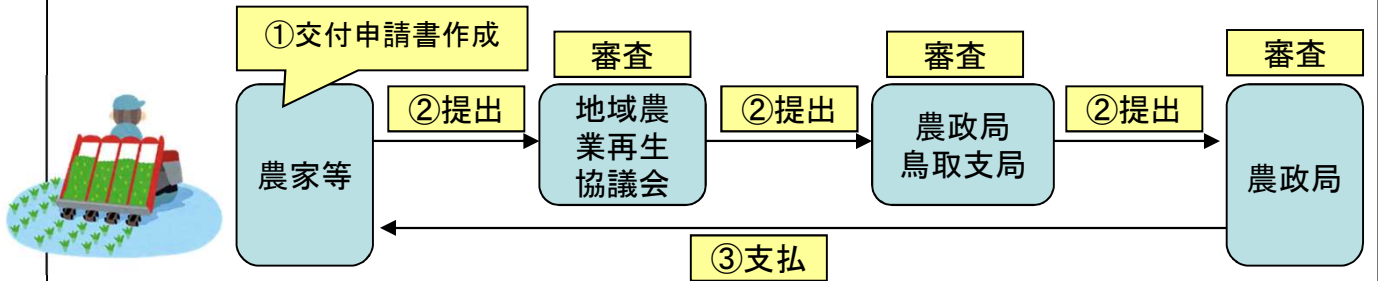 ①交付申請書作成
審査
審査
審査
②提出
②提出
②提出
農家等
地域農
業再生
協議会
農政局
鳥取支局
農政局
③支払